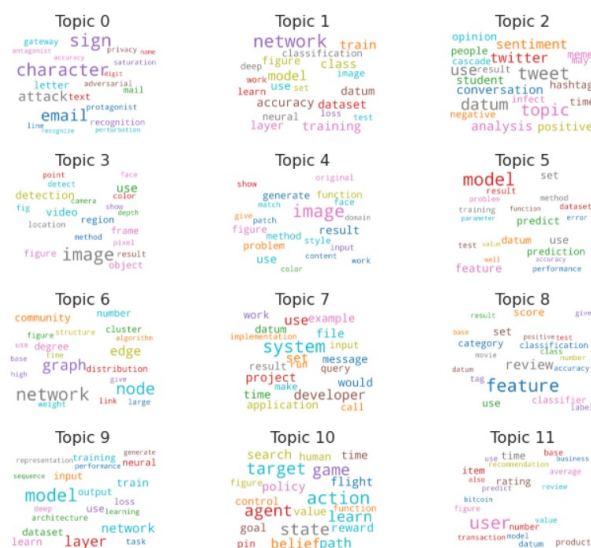 Topic 0
gateway sign
antagonist privacy name
accuracy saturation
character digit
letter adversarial mail
attack text
email protagonist
line recognition
recognize perturbation
Topic 1
network train
classification
deep figure class
work model image
learn use set datum
accuracy dataset
neural loss test
layer training
Topic 2
opinion sentiment
people twitter meme
cascade may
use result tweet
student hashtag
conversation
datum infect time
negative topic
analysis positive
Topic 3
point face
detect use
detection camera color
fig video show depth
location region
method frame
pixel
figure image result
object
Topic 4
show original
generate function
match face
give patch image domain
figure result
problem method style input
use content work
color
Topic 5
model set
result
problem method
training function dataset
parameter predict error
test value datum use
well prediction
feature accuracy
performance
Topic 6
community number
figure structure cluster
use degree time algorithm
base graph edge
high distribution
network give node
weight link large
Topic 7
work use example
implementation datum file
system input
result run set message
project make query
would
time developer
application call
Topic 8
result score give
base set positive test
category classification
movie class number
datum review accuracy
tag feature
use classifier
label
Topic 9
representation training generate
performance neural
sequence input
model output train
deep use loss
learning
architecture network
dataset
learn layer task
Topic 10
search human time
target game
figure policy flight
control action
agent value function
learn
goal state reward
pin belief path
Topic 11
use time base business
recommendation
item also rating average
predict review
bitcoin
user number value
transaction model
datum product